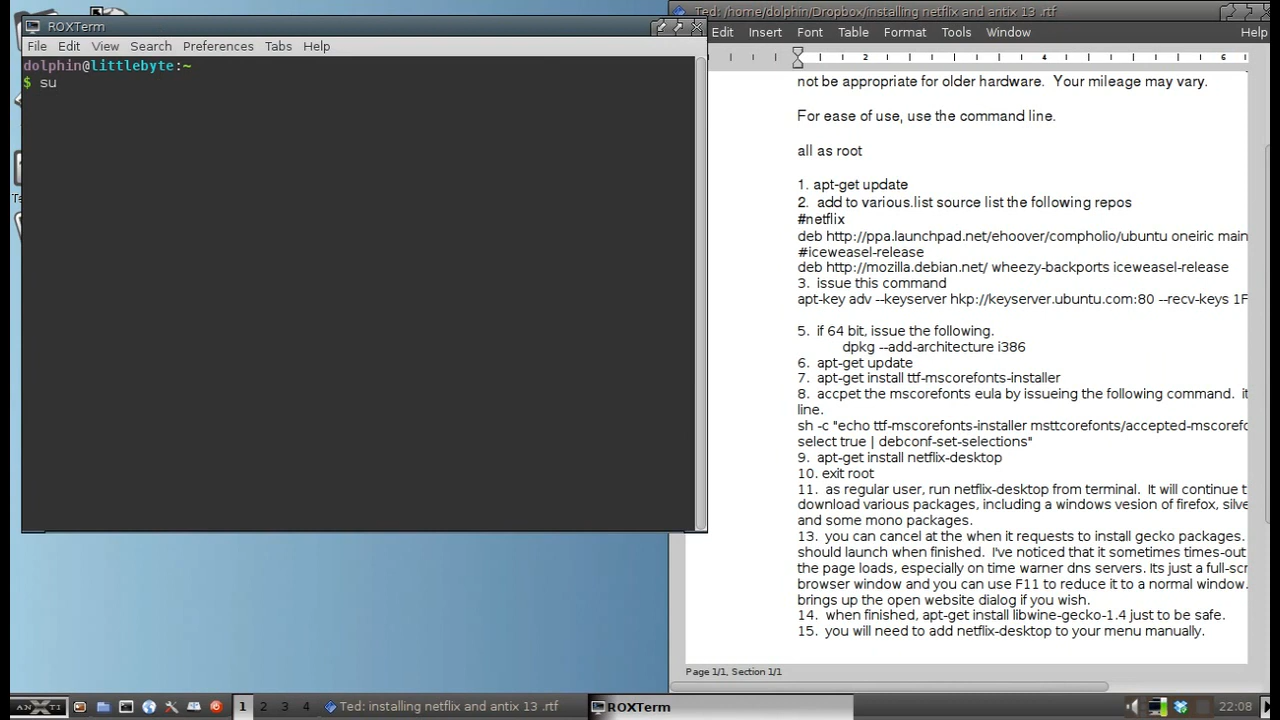 ROXTerm
File Edit View Search Preferences Tabs Help
dolphin@littlebyte:~
$ su
Ted: /home/dolphin/Dropbox/installing netflix and antix 13 .rtf
Edit Insert Font Table Format Tools Window Help
2 4 6
not be appropriate for older hardware. Your mileage may vary.
For ease of use, use the command line.
all as root
1. apt-get update
2. add to various.list source list the following repos
#netflix
deb http://ppa.launchpad.net/ehoover/compholio/ubuntu oneiric main
#iceweasel-release
deb http://mozilla.debian.net/ wheezy-backports iceweasel-release
3. issue this command
apt-key adv --keyserver hkp://keyserver.ubuntu.com:80 --recv-keys 1F
5. if 64 bit, issue the following.
dpkg --add-architecture i386
6. apt-get update
7. apt-get install ttf-mscorefonts-installer
8. accpet the mscorefonts eula by issueing the following command. it
line.
sh -c "echo ttf-mscorefonts-installer msttcorefonts/accepted-mscorefo
select true | debconf-set-selections"
9. apt-get install netflix-desktop
10. exit root
11. as regular user, run netflix-desktop from terminal. It will continue t
download various packages, including a windows vesion of firefox, silve
and some mono packages.
13. you can cancel at the when it requests to install gecko packages.
should launch when finished. I've noticed that it sometimes times-out
the page loads, especially on time warner dns servers. Its just a full-scr
browser window and you can use F11 to reduce it to a normal window.
brings up the open website dialog if you wish.
14. when finished, apt-get install libwine-gecko-1.4 just to be safe.
15. you will need to add netflix-desktop to your menu manually.
Page 1/1, Section 1/1
1 2 3 4 Ted: installing netflix and antix 13 .rtf ROXTerm 22:08